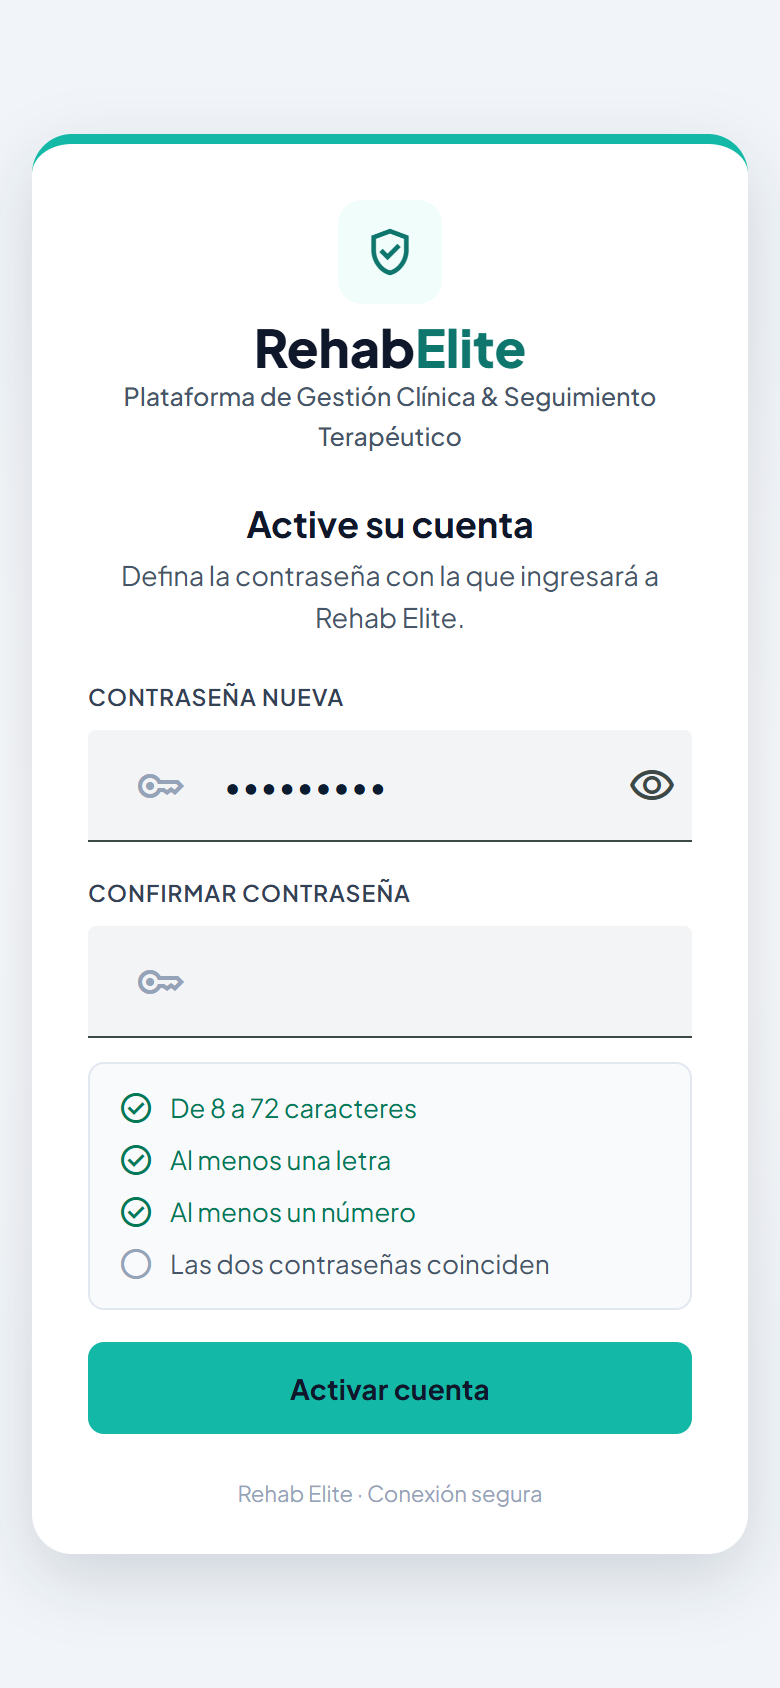 RehabElite
Plataforma de Gestión Clínica & Seguimiento
Terapéutico
Active su cuenta
Defina la contraseña con la que ingresará a
Rehab Elite.
CONTRASEÑA NUEVA
•••••••••
CONFIRMAR CONTRASEÑA
De 8 a 72 caracteres
Al menos una letra
Al menos un número
Las dos contraseñas coinciden
Activar cuenta
Rehab Elite · Conexión segura